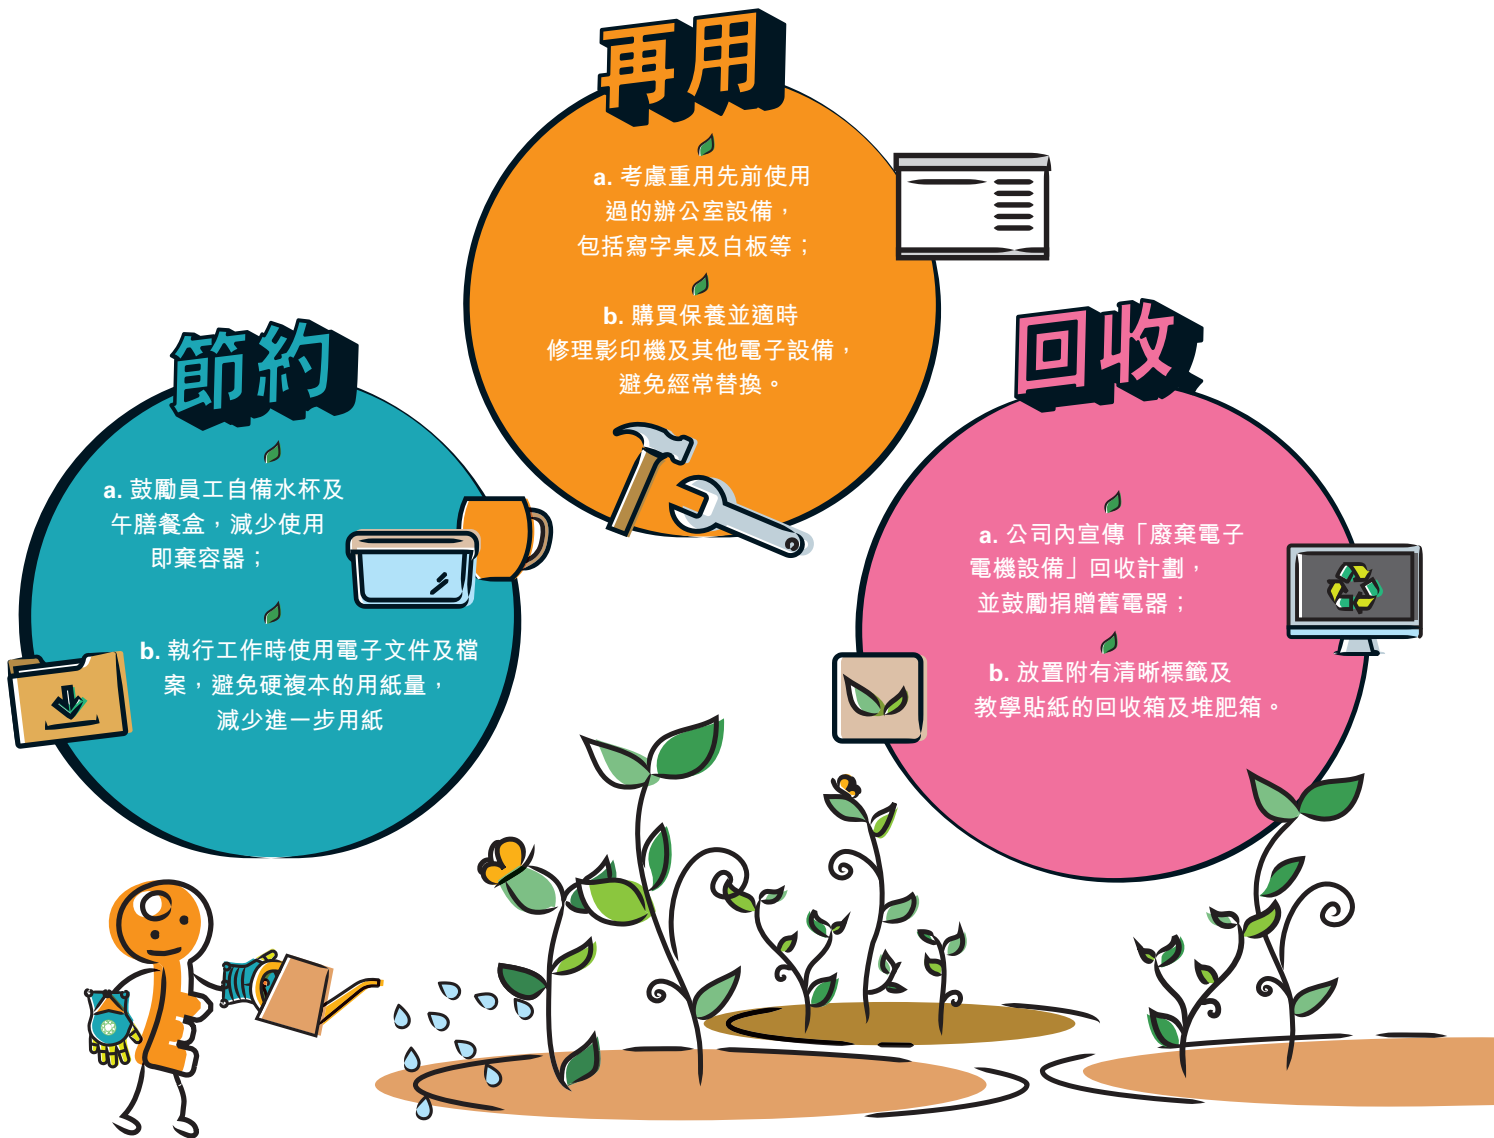 再用
a. 考慮重用先前使用
過的辦公室設備，
包括寫字桌及白板等；
b. 購買保養並適時
修理影印機及其他電子設備，
避免經常替換。
節約
a. 鼓勵員工自備水杯及
午膳餐盒，減少使用
即棄容器；
b. 執行工作時使用電子文件及檔
案，避免硬複本的用紙量，
減少進一步用紙
回收
a. 公司內宣傳「廢棄電子
電機設備」回收計劃，
並鼓勵捐贈舊電器；
b. 放置附有清晰標籤及
教學貼紙的回收箱及堆肥箱。